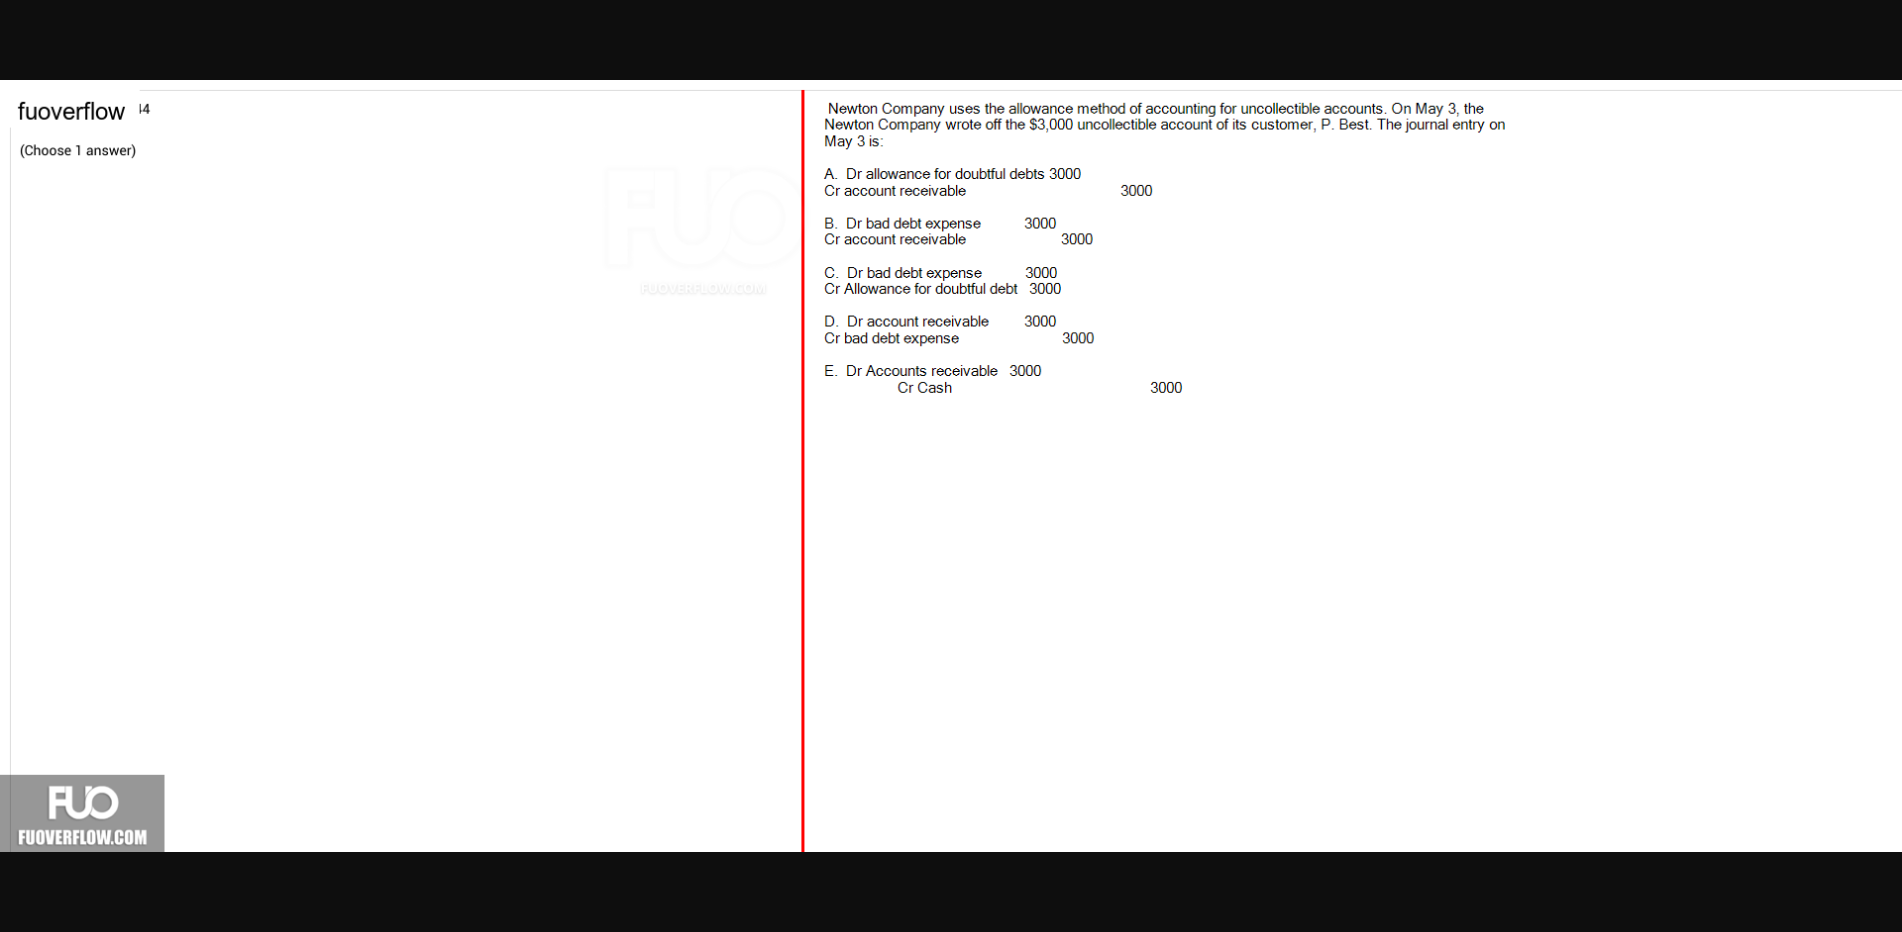 fuoverflow 14
(Choose 1 answer)
FUO
FUOVERFLOW.COM
Newton Company uses the allowance method of accounting for uncollectible accounts. On May 3, the
Newton Company wrote off the $3,000 uncollectible account of its customer, P. Best. The journal entry on
May 3 is:
A. Dr allowance for doubtful debts 3000
Cr account receivable 3000
B. Dr bad debt expense 3000
Cr account receivable 3000
C. Dr bad debt expense 3000
Cr Allowance for doubtful debt 3000
D. Dr account receivable 3000
Cr bad debt expense 3000
E. Dr Accounts receivable 3000
Cr Cash 3000
FUO
FUOVERFLOW.COM